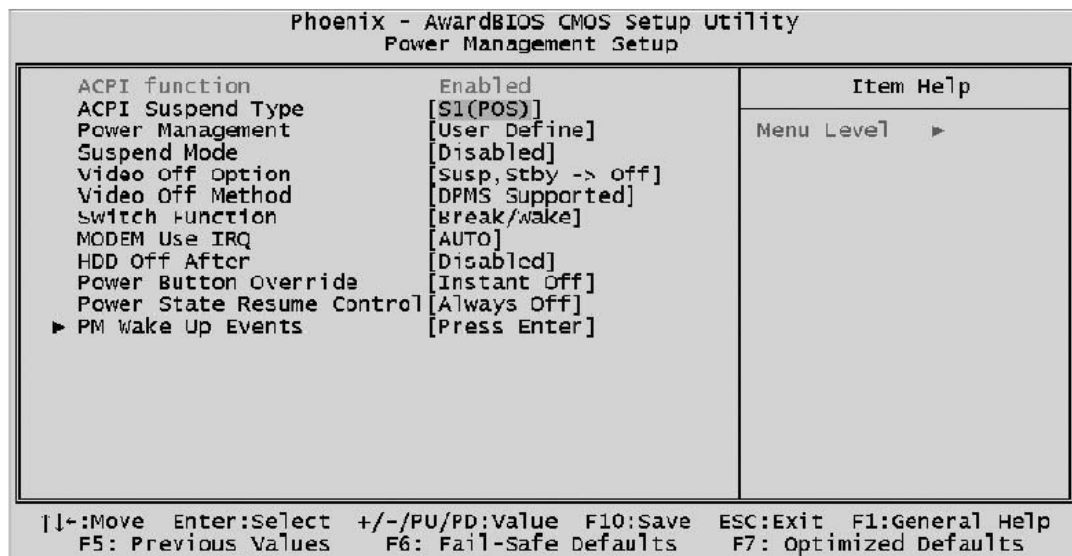 Phoenix - AwardBIOS CMOS Setup Utility
Power Management Setup
ACPI function Enabled
ACPI Suspend Type [S1(POS)]
Power Management [User Define]
Suspend Mode [Disabled]
Video Off Option [Susp,Stby -> Off]
Video Off Method [DPMS Supported]
Switch Function [Break/Wake]
MODEM Use IRQ [AUTO]
HDD Off After [Disabled]
Power Button Override [Instant Off]
Power State Resume Control [Always Off]
▶ PM Wake Up Events [Press Enter]
Item Help
Menu Level ▶
↑↓←:Move Enter:Select +/-/PU/PD:Value F10:Save ESC:Exit F1:General Help
F5: Previous Values F6: Fail-Safe Defaults F7: Optimized Defaults